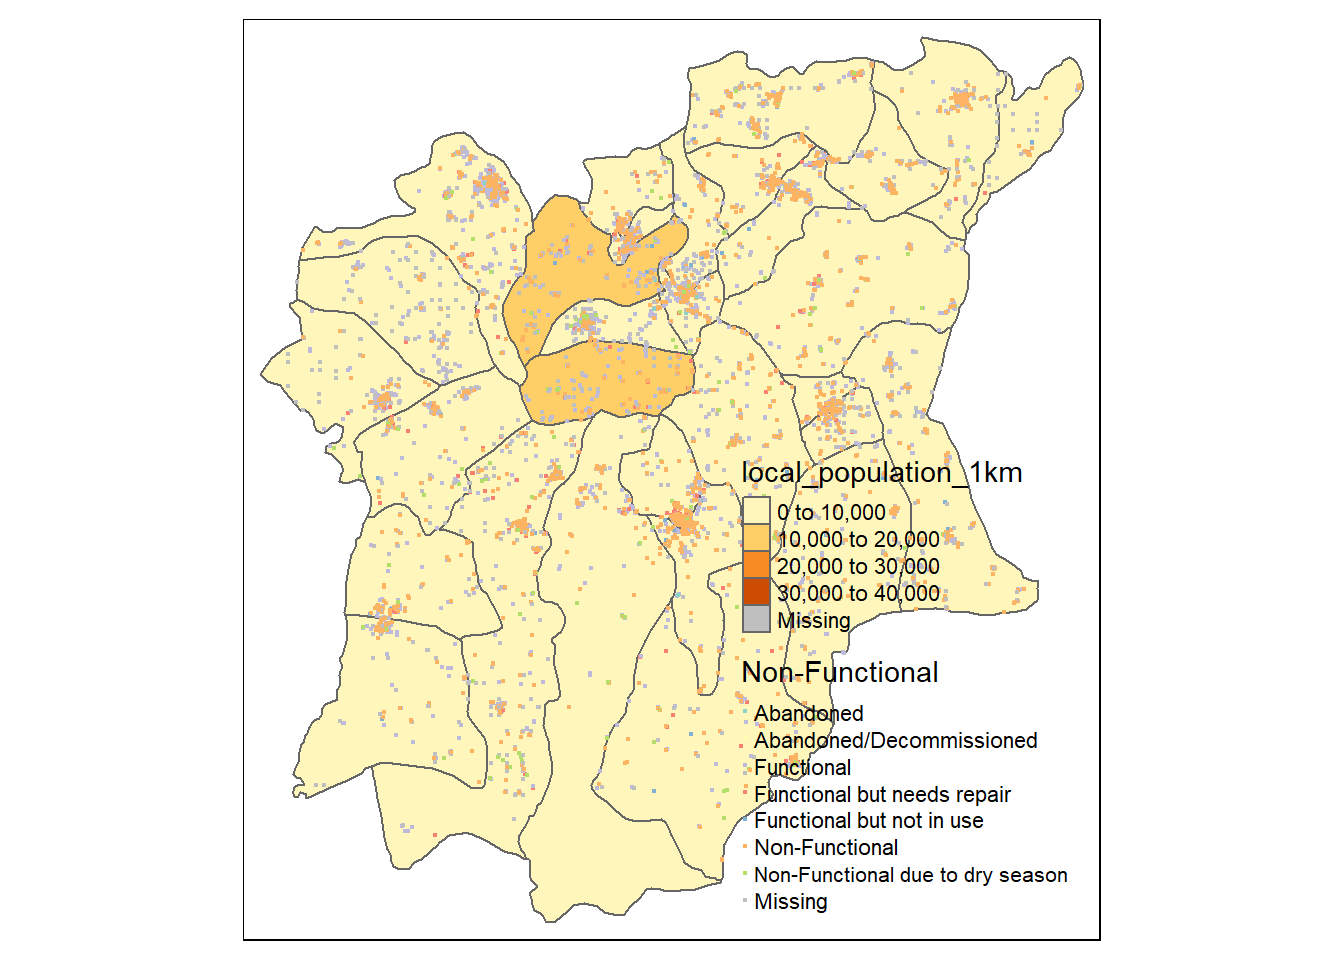 local_population_1km
0 to 10,000
10,000 to 20,000
20,000 to 30,000
30,000 to 40,000
Missing
Non-Functional
Abandoned
Abandoned/Decommissioned
Functional
Functional but needs repair
Functional but not in use
Non-Functional
Non-Functional due to dry season
Missing